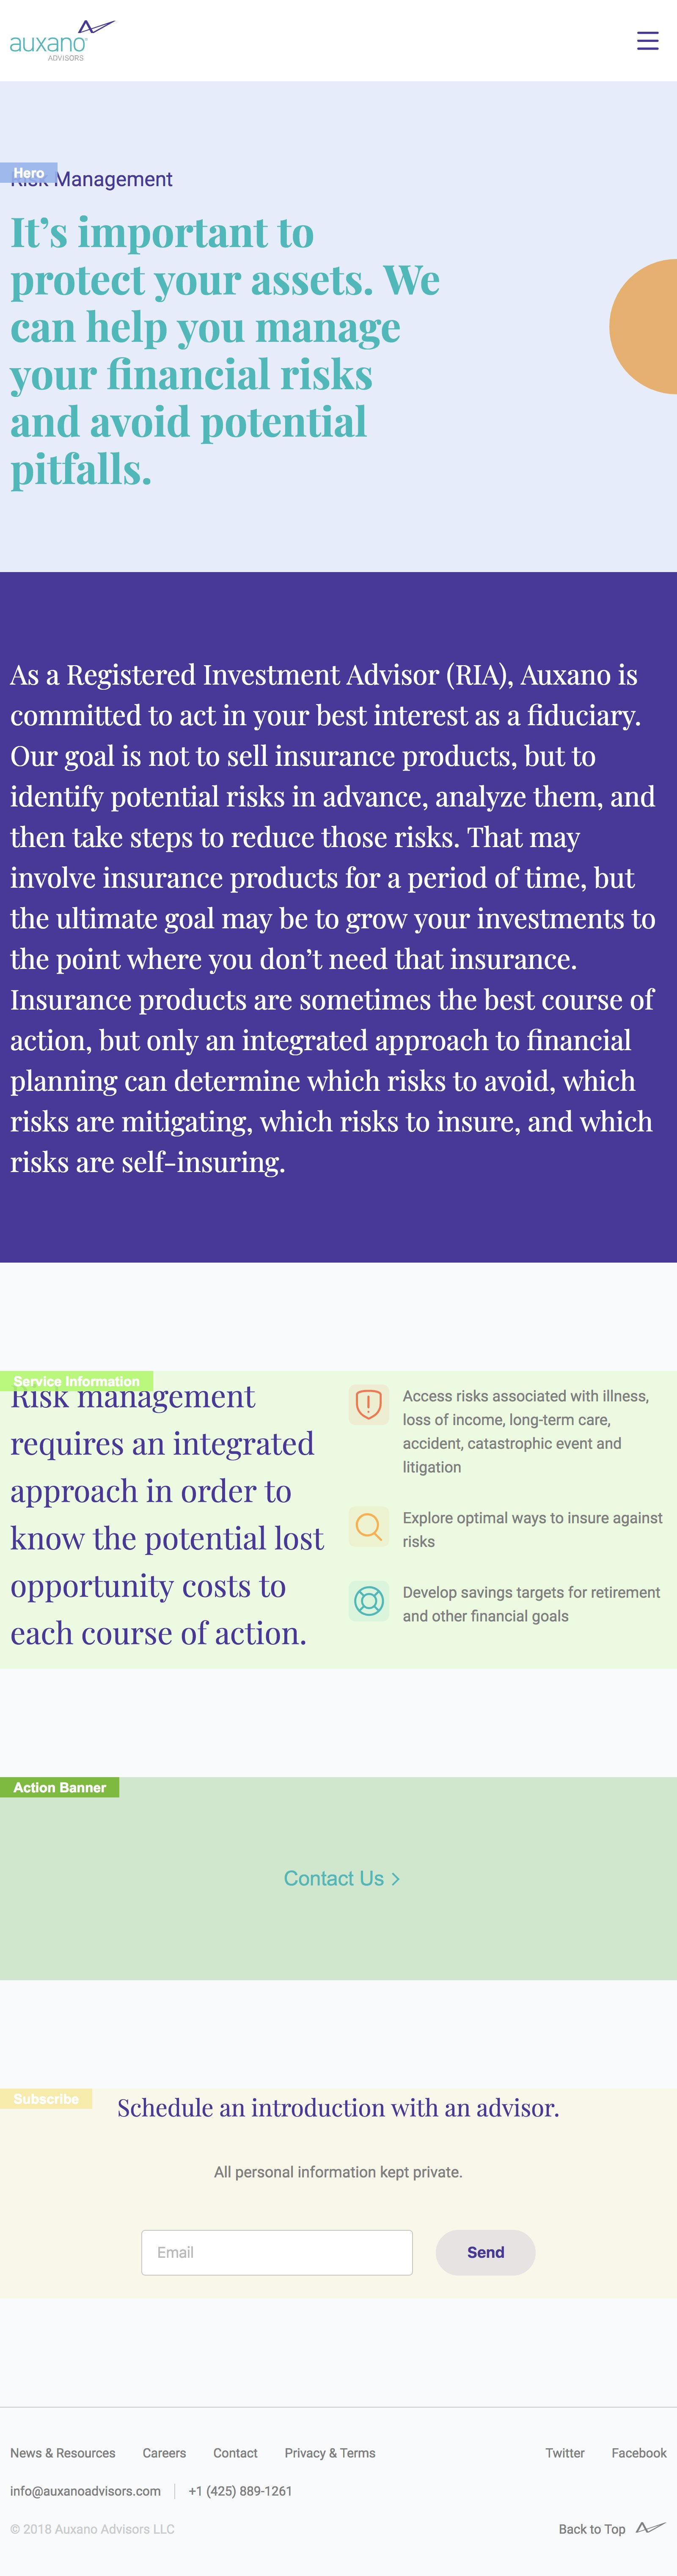 auxano
ADVISORS
Hero
Risk Management
It’s important to
protect your assets. We
can help you manage
your financial risks
and avoid potential
pitfalls.
As a Registered Investment Advisor (RIA), Auxano is
committed to act in your best interest as a fiduciary.
Our goal is not to sell insurance products, but to
identify potential risks in advance, analyze them, and
then take steps to reduce those risks. That may
involve insurance products for a period of time, but
the ultimate goal may be to grow your investments to
the point where you don’t need that insurance.
Insurance products are sometimes the best course of
action, but only an integrated approach to financial
planning can determine which risks to avoid, which
risks are mitigating, which risks to insure, and which
risks are self-insuring.
Service Information
Risk management
requires an integrated
approach in order to
know the potential lost
opportunity costs to
each course of action.
Access risks associated with illness,
loss of income, long-term care,
accident, catastrophic event and
litigation
Explore optimal ways to insure against
risks
Develop savings targets for retirement
and other financial goals
Action Banner
Contact Us >
Subscribe
Schedule an introduction with an advisor.
All personal information kept private.
Email
Send
News & Resources Careers Contact Privacy & Terms Twitter Facebook
info@auxanoadvisors.com | +1 (425) 889-1261
© 2018 Auxano Advisors LLC Back to Top